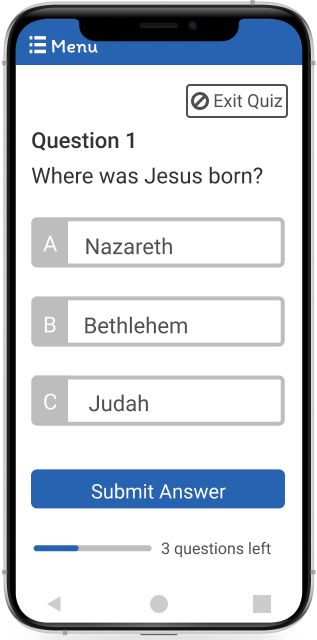 Menu
Exit Quiz
Question 1
Where was Jesus born?
A Nazareth
B Bethlehem
C Judah
Submit Answer
3 questions left